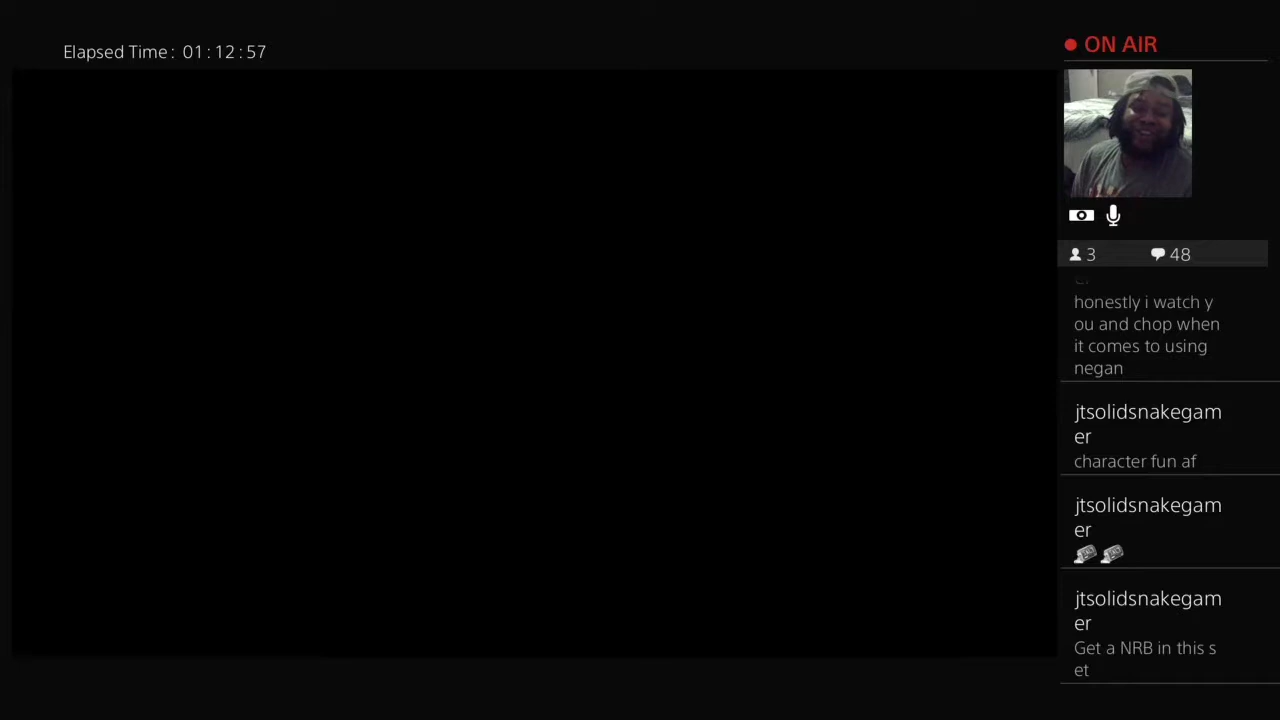 Elapsed Time: 01:12:57
ON AIR
3
48
honestly i watch y
ou and chop when
it comes to using
negan
jtsolidsnakegam
er
character fun af
jtsolidsnakegam
er
jtsolidsnakegam
er
Get a NRB in this s
et